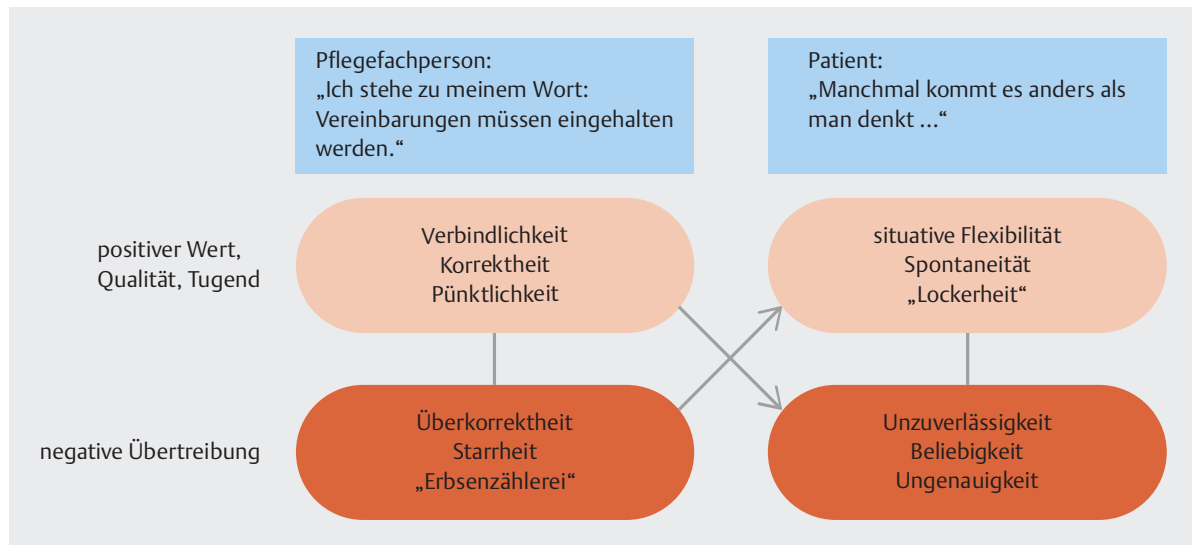 Pflegefachperson:
„Ich stehe zu meinem Wort:
Vereinbarungen müssen eingehalten
werden.“
Patient:
„Manchmal kommt es anders als
man denkt ...“
positiver Wert,
Qualität, Tugend
Verbindlichkeit
Korrektheit
Pünktlichkeit
situative Flexibilität
Spontaneität
„Lockerheit“
negative Übertreibung
Überkorrektheit
Starrheit
„Erbsenzählerei“
Unzuverlässigkeit
Beliebigkeit
Ungenauigkeit